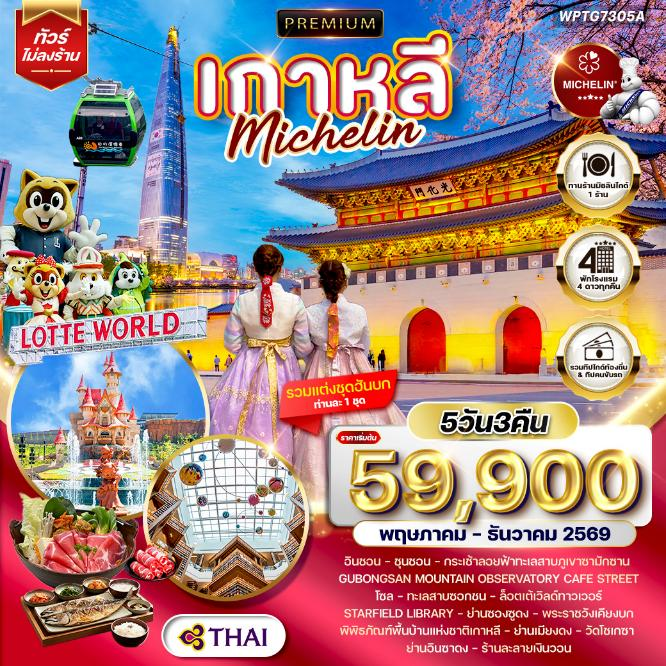 ทัวร์
ไม่ลงร้าน
PREMIUM
WPTG7305A
เกาหลี
Michelin
MICHELIN
ทานร้านมิชลินไกด์
1 ร้าน
4
พักโรงแรม
4 ดาวทุกคืน
รวมทิปไกด์ท้องถิ่น
& ทิปคนขับรถ
光化門
LOTTE WORLD
รวมแต่งชุดฮันบก
ท่านละ 1 ชุด
5วัน3คืน
ราคาเริ่มต้น
59,900
พฤษภาคม - ธันวาคม 2569
อินชอน - ชุนชอน - กระเช้าลอยฟ้าทะเลสาบภูเขาซามักซาน
GUBONGSAN MOUNTAIN OBSERVATORY CAFE STREET
โซล - ทะเลสาบซอกชน - ล็อตเต้เวิลด์ทาวเวอร์
STARFIELD LIBRARY - ย่านซองซูดง - พระราชวังเคียงบก
พิพิธภัณฑ์พื้นบ้านแห่งชาติเกาหลี - ย่านเมียงดง - วัดโชเกซา
ย่านอินซาดง - ร้านละลายเงินวอน
THAI